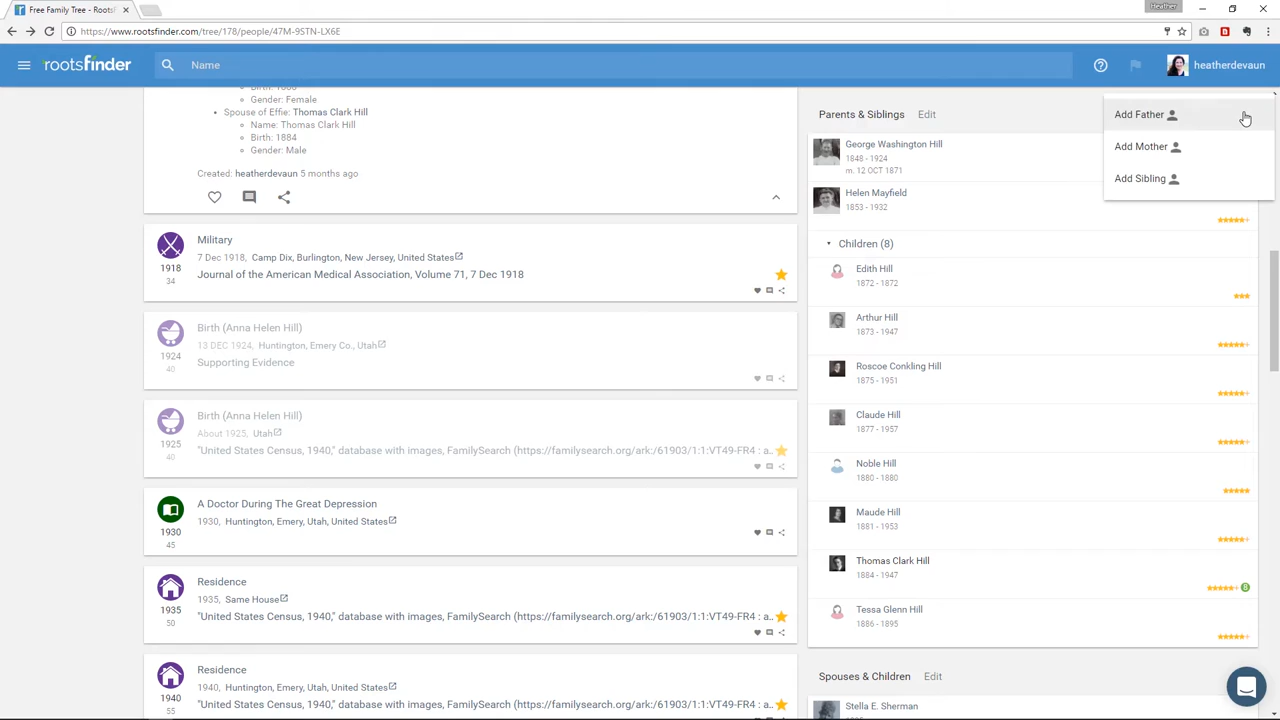 Free Family Tree - Roots
Heather
https://www.rootsfinder.com/tree/178/people/47M-9STN-LX6E
rootsfinder
Name
heatherdevaun
Gender: Female
Spouse of Effie: Thomas Clark Hill
Name: Thomas Clark Hill
Birth: 1884
Gender: Male
Created: heatherdevaun 5 months ago
Military
7 Dec 1918, Camp Dix, Burlington, New Jersey, United States
1918
34
Journal of the American Medical Association, Volume 71, 7 Dec 1918
Birth (Anna Helen Hill)
13 DEC 1924, Huntington, Emery Co., Utah
1924
40
Supporting Evidence
Birth (Anna Helen Hill)
About 1925, Utah
1925
40
"United States Census, 1940," database with images, FamilySearch (https://familysearch.org/ark:/61903/1:1:VT49-FR4 : a..
A Doctor During The Great Depression
1930, Huntington, Emery, Utah, United States
1930
45
Residence
1935, Same House
1935
50
"United States Census, 1940," database with images, FamilySearch (https://familysearch.org/ark:/61903/1:1:VT49-FR4 : a..
Residence
1940, Huntington, Emery, Utah, United States
1940
55
"United States Census, 1940," database with images, FamilySearch (https://familysearch.org/ark:/61903/1:1:VT49-FR4 : a..
Parents & Siblings Edit
Add Father
Add Mother
Add Sibling
George Washington Hill
1848 - 1924
m. 12 OCT 1871
Helen Mayfield
1853 - 1932
Children (8)
Edith Hill
1872 - 1872
Arthur Hill
1873 - 1947
Roscoe Conkling Hill
1875 - 1951
Claude Hill
1877 - 1957
Noble Hill
1880 - 1880
Maude Hill
1881 - 1953
Thomas Clark Hill
1884 - 1947
8
Tessa Glenn Hill
1886 - 1895
Spouses & Children Edit
Stella E. Sherman